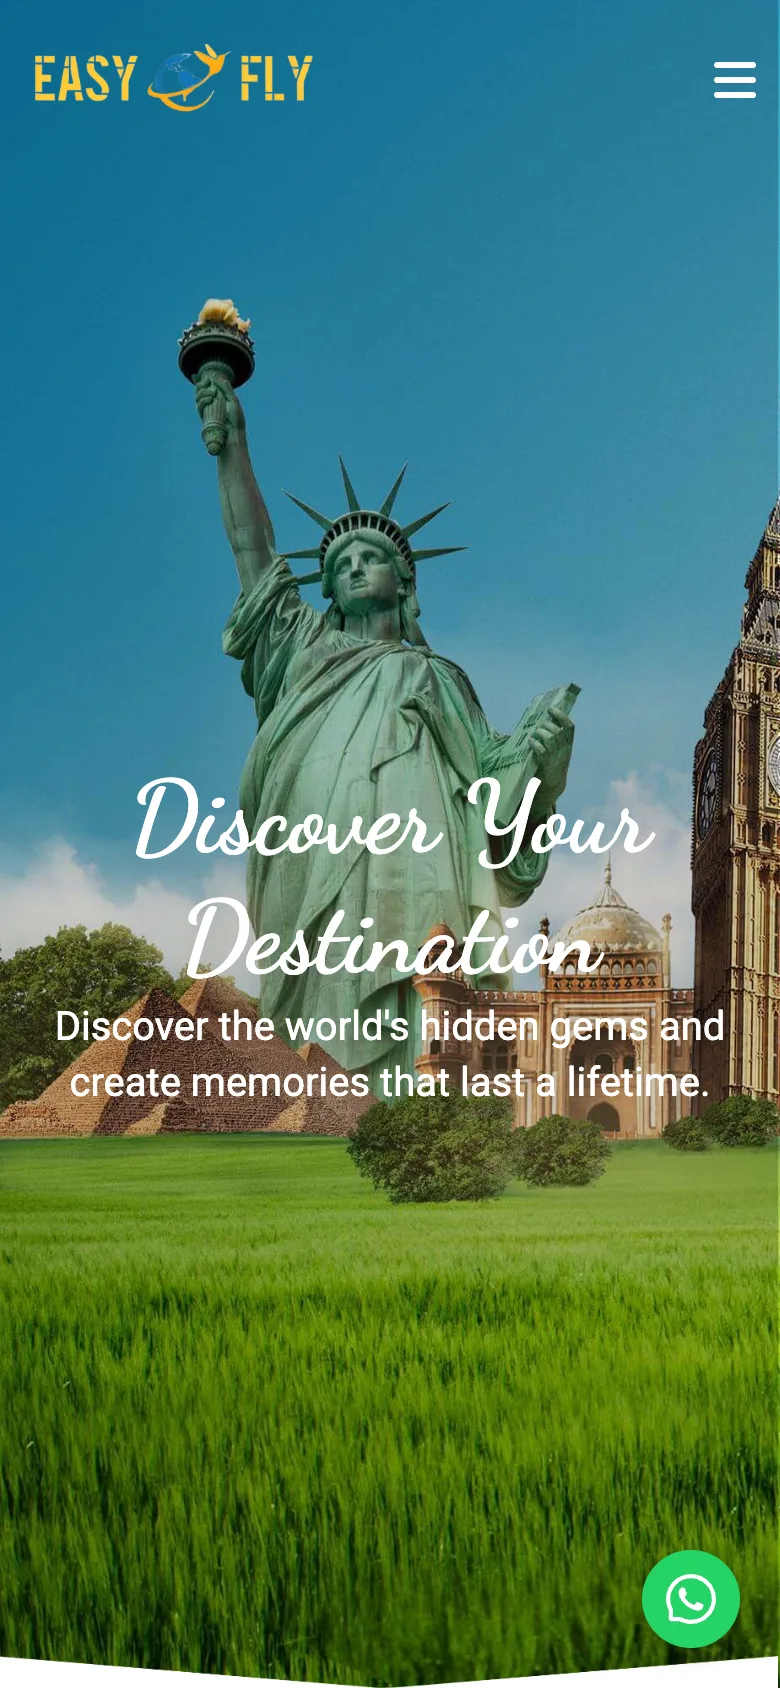 EASY FLY
Discover Your
Destination
Discover the world's hidden gems and
create memories that last a lifetime.